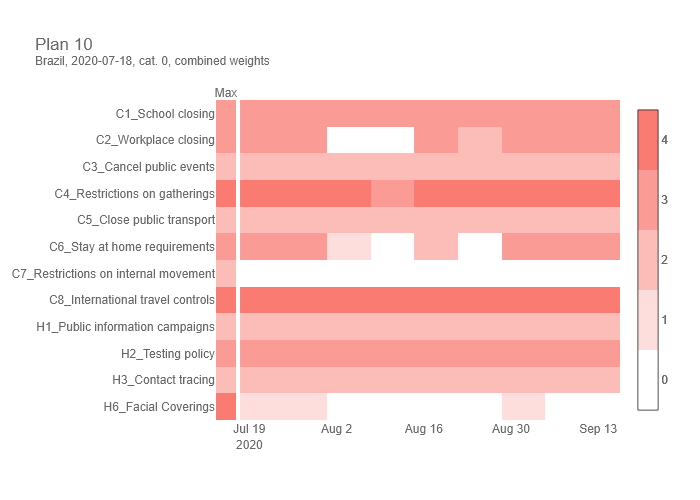 Plan 10
Brazil, 2020-07-18, cat. 0, combined weights
Max
C1_School closing
C2_Workplace closing
C3_Cancel public events
C4_Restrictions on gatherings
C5_Close public transport
C6_Stay at home requirements
C7_Restrictions on internal movement
C8_International travel controls
H1_Public information campaigns
H2_Testing policy
H3_Contact tracing
H6_Facial Coverings
Jul 19 Aug 2 Aug 16 Aug 30 Sep 13
2020
4
3
2
1
0